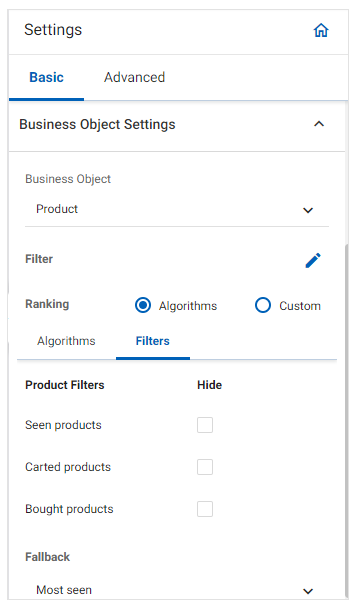 Settings
Basic Advanced
Business Object Settings
Business Object
Product
Filter
Ranking Algorithms Custom
Algorithms Filters
Product Filters Hide
Seen products
Carted products
Bought products
Fallback
Most seen